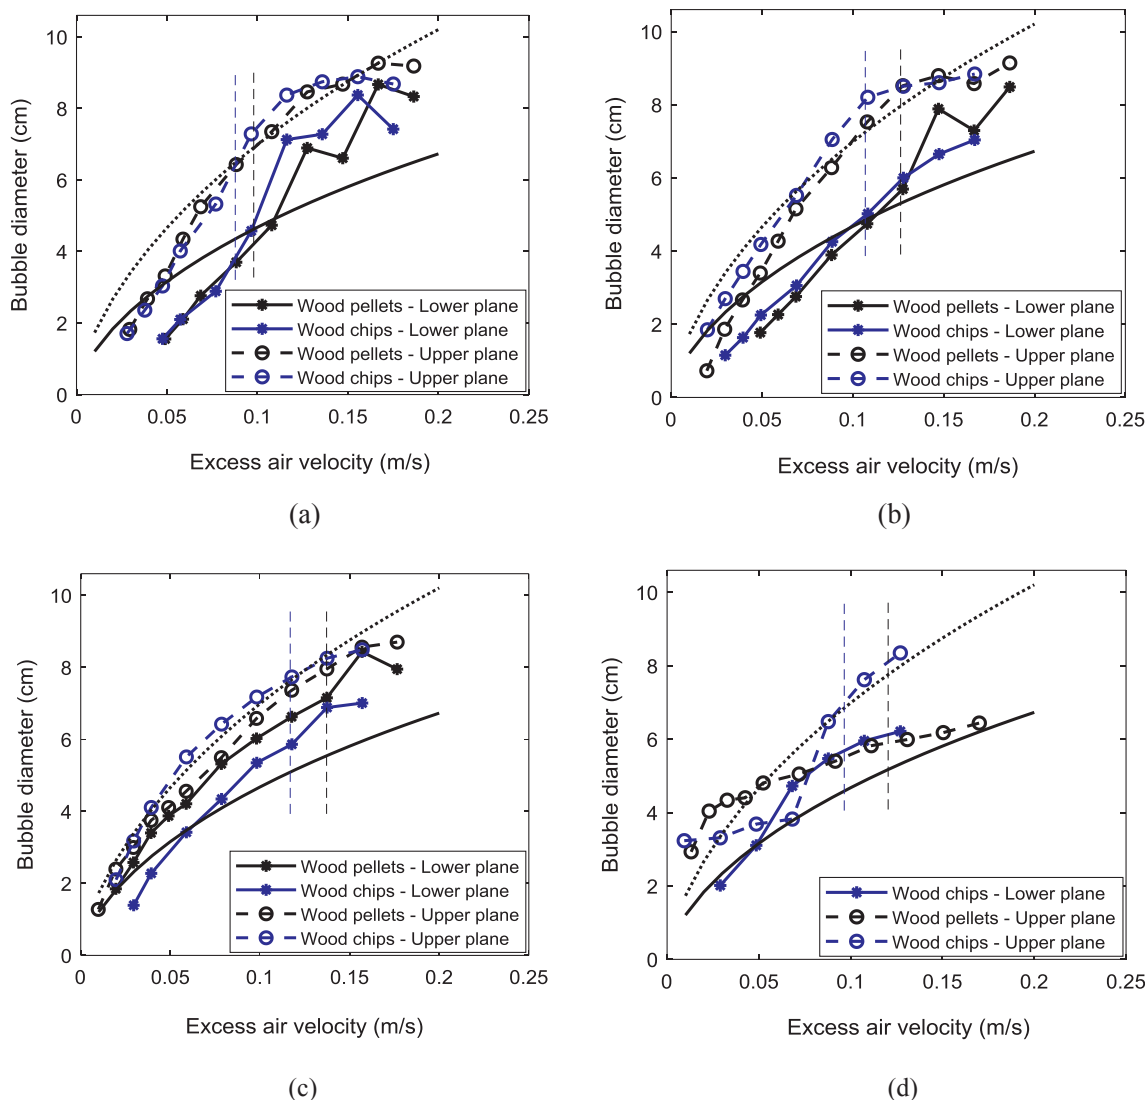 10
8
6
4
2
0
Bubble diameter (cm)
Wood pellets - Lower plane
Wood chips - Lower plane
Wood pellets - Upper plane
Wood chips - Upper plane
0 0.05 0.1 0.15 0.2 0.25
Excess air velocity (m/s)
(a)
10
8
6
4
2
0
Bubble diameter (cm)
Wood pellets - Lower plane
Wood chips - Lower plane
Wood pellets - Upper plane
Wood chips - Upper plane
0 0.05 0.1 0.15 0.2 0.25
Excess air velocity (m/s)
(b)
10
8
6
4
2
0
Bubble diameter (cm)
Wood pellets - Lower plane
Wood chips - Lower plane
Wood pellets - Upper plane
Wood chips - Upper plane
0 0.05 0.1 0.15 0.2 0.25
Excess air velocity (m/s)
(c)
10
8
6
4
2
0
Bubble diameter (cm)
Wood chips - Lower plane
Wood pellets - Upper plane
Wood chips - Upper plane
0 0.05 0.1 0.15 0.2 0.25
Excess air velocity (m/s)
(d)